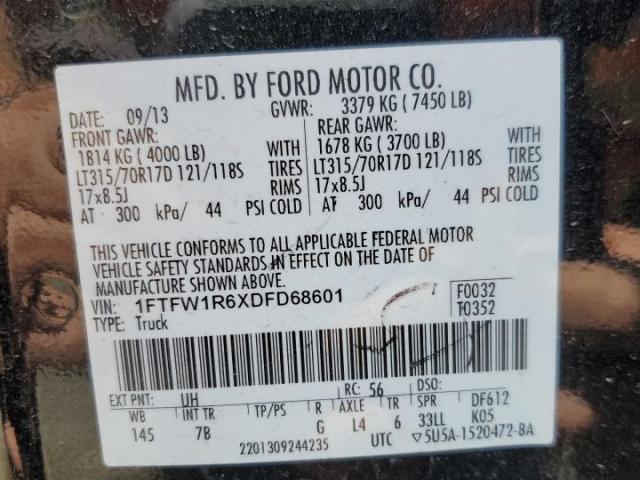 MFD. BY FORD MOTOR CO.
DATE: 09/13 GVWR: 3379 KG ( 7450 LB)
FRONT GAWR: REAR GAWR:
1814 KG ( 4000 LB) WITH 1678 KG ( 3700 LB) WITH
LT315/70R17D 121/118S TIRES LT315/70R17D 121/118S TIRES
17x8.5J RIMS 17x8.5J RIMS
AT 300 kPa/ 44 PSI COLD AT 300 kPa/ 44 PSI COLD
THIS VEHICLE CONFORMS TO ALL APPLICABLE FEDERAL MOTOR
VEHICLE SAFETY STANDARDS IN EFFECT ON THE DATE OF
MANUFACTURE SHOWN ABOVE.
VIN: 1FTFW1R6XDFD68601 F0032
TYPE: Truck T0352
EXT PNT: UH RC: 56 DSO:
WB INT TR TP/PS R AXLE TR SPR DF612
145 7B G L4 6 33LL K05
2201309244235 UTC ▽5U5A-1520472-BA